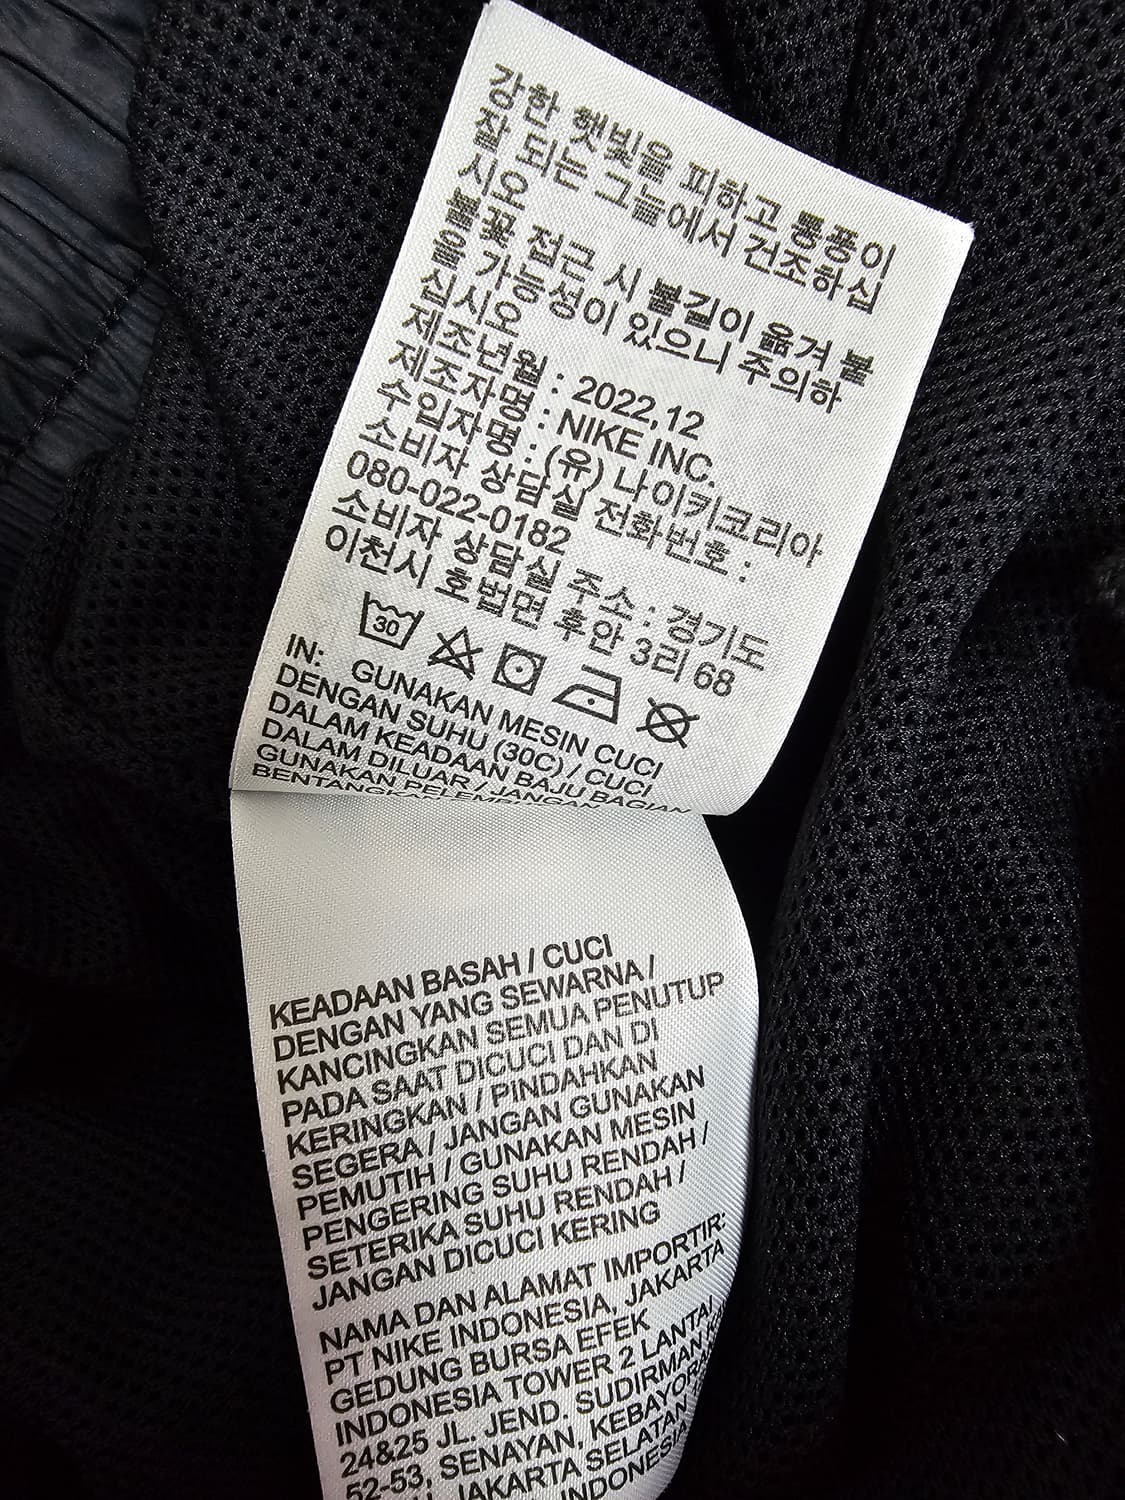 강한 햇빛을 피하고 통풍이
잘 되는 그늘에서 건조하십
시오
불꽃 접근 시 불길이 옮겨 붙
을 가능성이 있으니 주의하
십시오
제조년월 : 2022.12
제조자명 : NIKE INC.
수입자명 : (유) 나이키코리아
소비자 상담실 전화번호 :
080-022-0182
소비자 상담실 주소 : 경기도
이천시 호법면 후안 3리 68
30
IN: GUNAKAN MESIN CUCI
DENGAN SUHU (30C) / CUCI
DALAM KEADAAN BAJU BAGIAN
DALAM DILUAR / JANGAN
GUNAKAN
BENTANGKAN
KEADAAN BASAH / CUCI
DENGAN YANG SEWARNA /
KANCINGKAN SEMUA PENUTUP
PADA SAAT DICUCI DAN DI
KERINGKAN / PINDAHKAN
SEGERA / JANGAN GUNAKAN
PEMUTIH / GUNAKAN MESIN
PENGERING SUHU RENDAH /
SETERIKA SUHU RENDAH /
JANGAN DICUCI KERING
NAMA DAN ALAMAT IMPORTIR:
PT NIKE INDONESIA, JAKARTA
GEDUNG BURSA EFEK
INDONESIA TOWER 2 LANTAI
24&25 JL. JEND. SUDIRMAN
52-53, SENAYAN,
JAKARTA SELATAN
INDONESIA